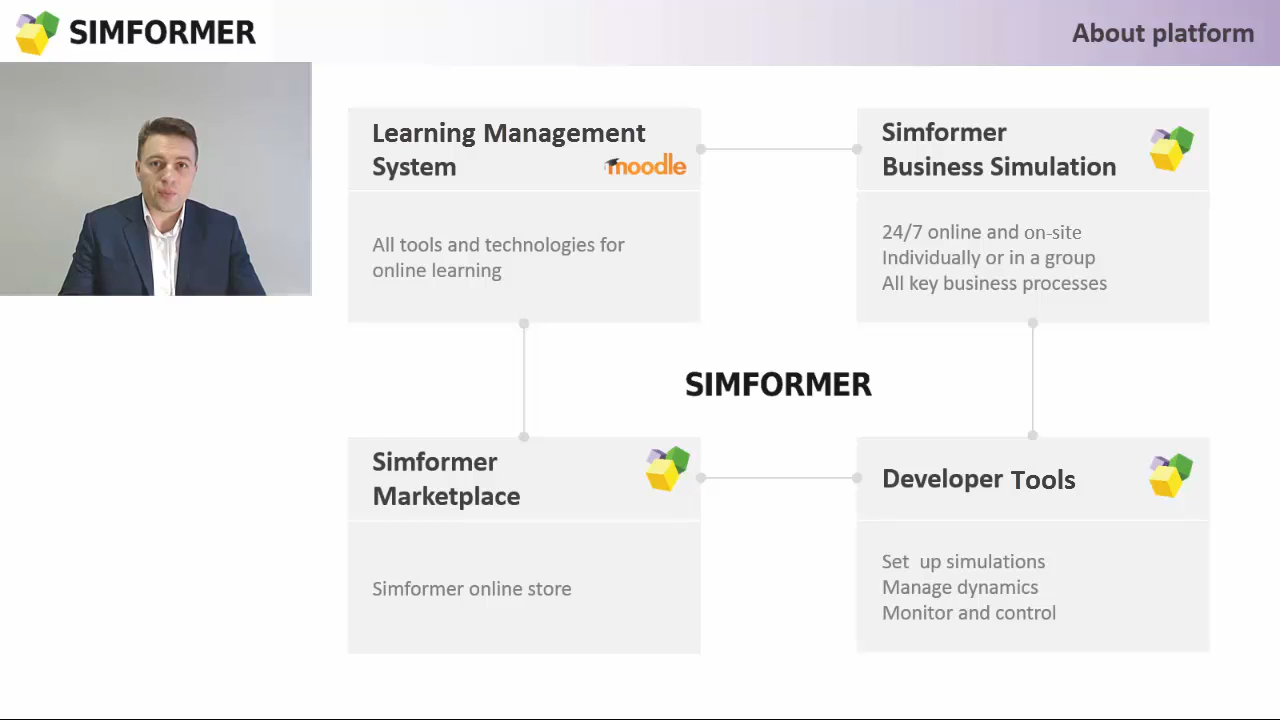 SIMFORMER
About platform
Learning Management
System
moodle
All tools and technologies for
online learning
Simformer
Business Simulation
24/7 online and on-site
Individually or in a group
All key business processes
SIMFORMER
Simformer
Marketplace
Simformer online store
Developer Tools
Set up simulations
Manage dynamics
Monitor and control